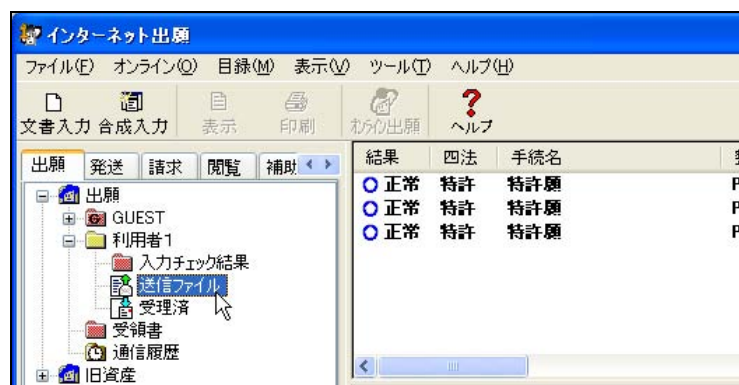 インターネット出願
ファイル(F) オンライン(O) 目録(M) 表示(V) ツール(T) ヘルプ(H)
文書入力 合成入力 表示 印刷 オンライン出願 ヘルプ
出願 発送 請求 閲覧 補助
結果 四法 手続名
出願
GUEST
利用者1
入力チェック結果
送信ファイル
受理済
受領書
通信履歴
旧資産
正常 特許 特許願 P
正常 特許 特許願 P
正常 特許 特許願 P